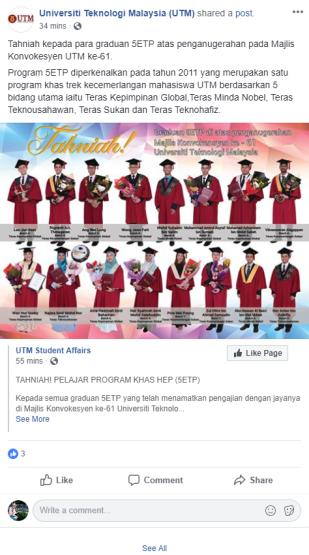 Universiti Teknologi Malaysia (UTM) shared a post.
34 mins ·
Tahniah kepada para graduan 5ETP atas penganugerahan pada Majlis
Konvokesyen UTM ke-61.
Program 5ETP diperkenalkan pada tahun 2011 yang merupakan satu
program khas trek kecemerlangan mahasiswa UTM berdasarkan 5
bidang utama iaitu Teras Kepimpinan Global,Teras Minda Nobel, Teras
Teknousahawan, Teras Sukan dan Teras Teknohafiz.
Tahniah!
Graduan 5ETP di atas penganugerahan
Majlis Konvokesyen ke - 61
Universiti Teknologi Malaysia
UTM Student Affairs
55 mins ·
Like Page
TAHNIAH! PELAJAR PROGRAM KHAS HEP (5ETP)
Kepada semua graduan 5ETP yang telah menamatkan pengajian dengan jayanya
di Majlis Konvokesyen ke-61 Universiti Teknolo...
See More
3
Like
Comment
Share
Write a comment...
See All